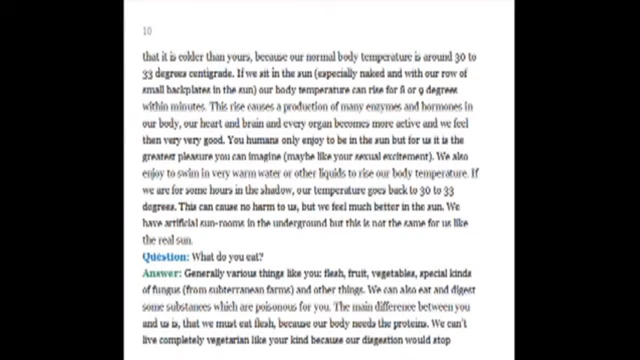 10
that it is colder than yours, because our normal body temperature is around 30 to
33 degrees centigrade. If we sit in the sun (especially naked and with our row of
small backplates in the sun) our body temperature can rise for 8 or 9 degrees
within minutes. This rise causes a production of many enzymes and hormones in
our body, our heart and brain and every organ becomes more active and we feel
then very very good. You humans only enjoy to be in the sun but for us it is the
greatest pleasure you can imagine (maybe like your sexual excitement). We also
enjoy to swim in very warm water or other liquids to rise our body temperature. If
we are for some hours in the shadow, our temperature goes back to 30 to 33
degrees. This can cause no harm to us, but we feel much better in the sun. We
have artificial sun-rooms in the underground but this is not the same for us like
the real sun.
Question: What do you eat?
Answer: Generally various things like you: flesh, fruit, vegetables, special kinds
of fungus (from subterranean farms) and other things. We can also eat and digest
some substances which are poisonous for you. The main difference between you
and us is, that we must eat flesh, because our body needs the proteins. We can't
live completely vegetarian like your kind because our disgestion would stop